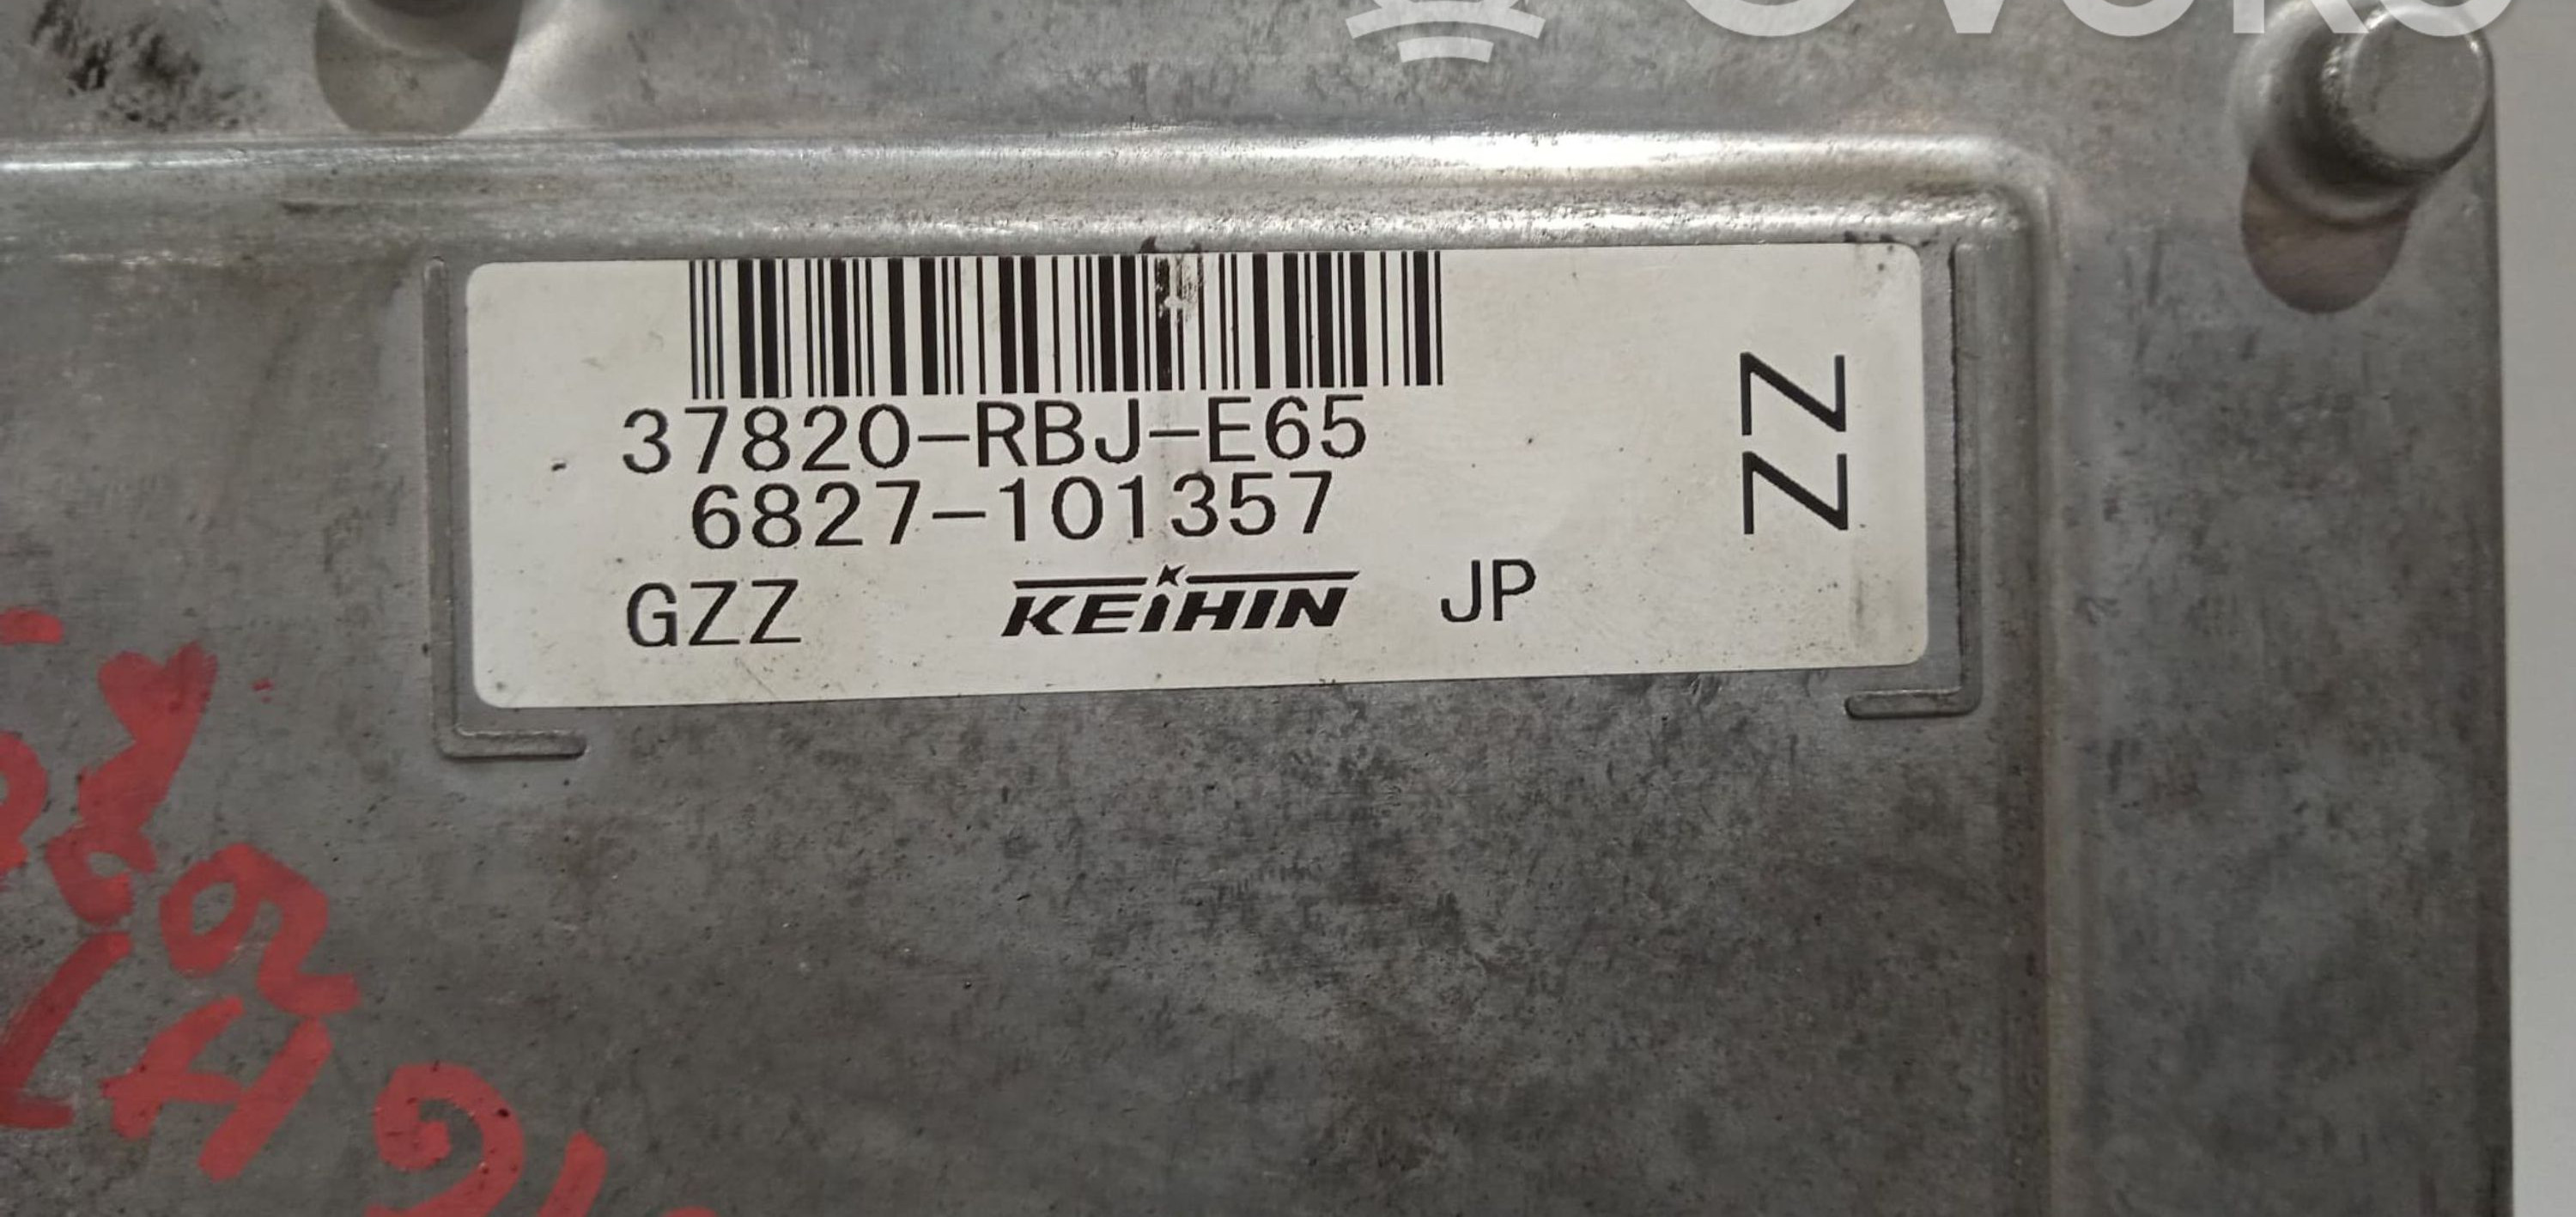 37820-RBJ-E65
6827-101357
GZZ KEIHIN JP
ZZ